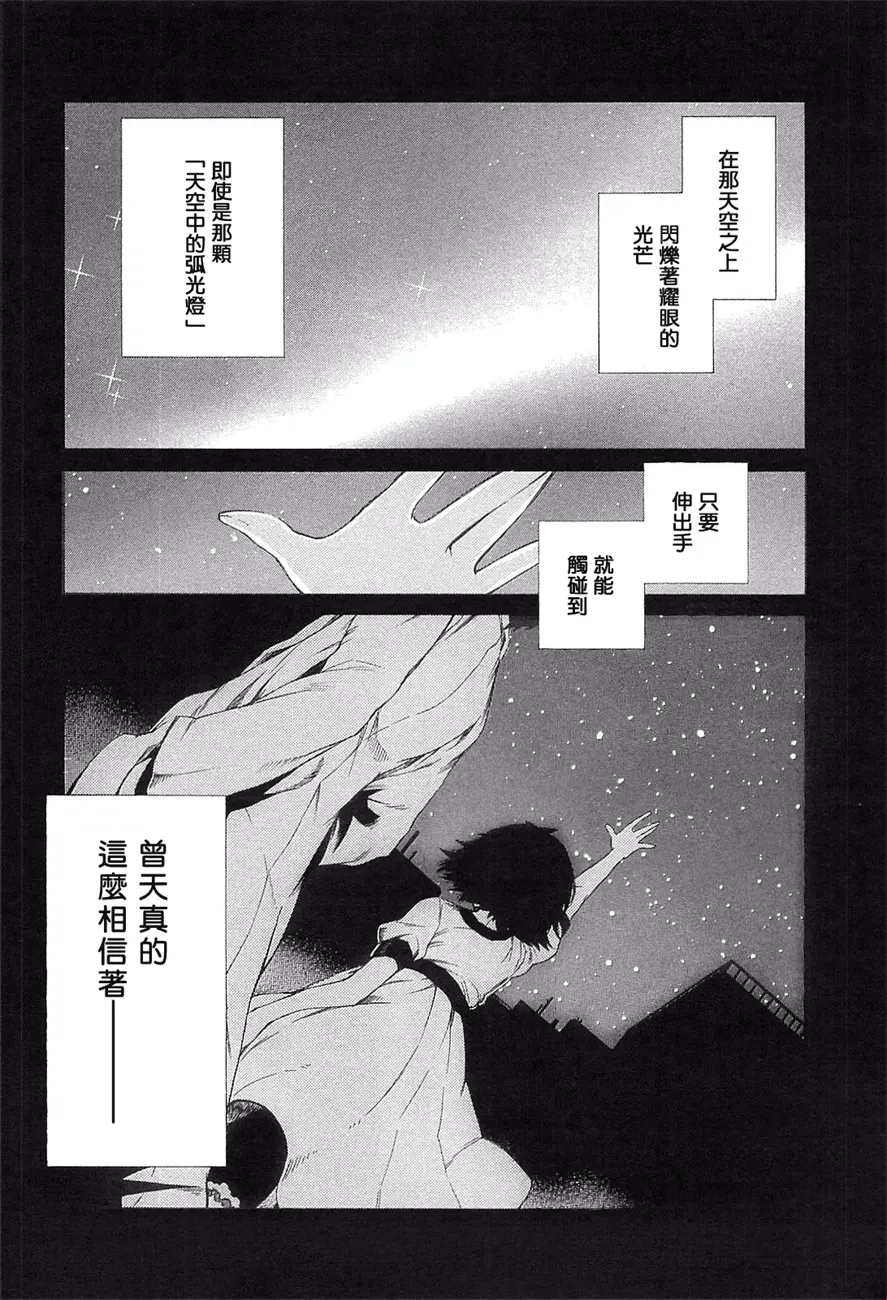 在那天空之上
閃爍著耀眼的
光芒
即使是那顆
「天空中的弧光燈」
只要
伸出手
就能
觸碰到
曾天真的
這麼相信著——